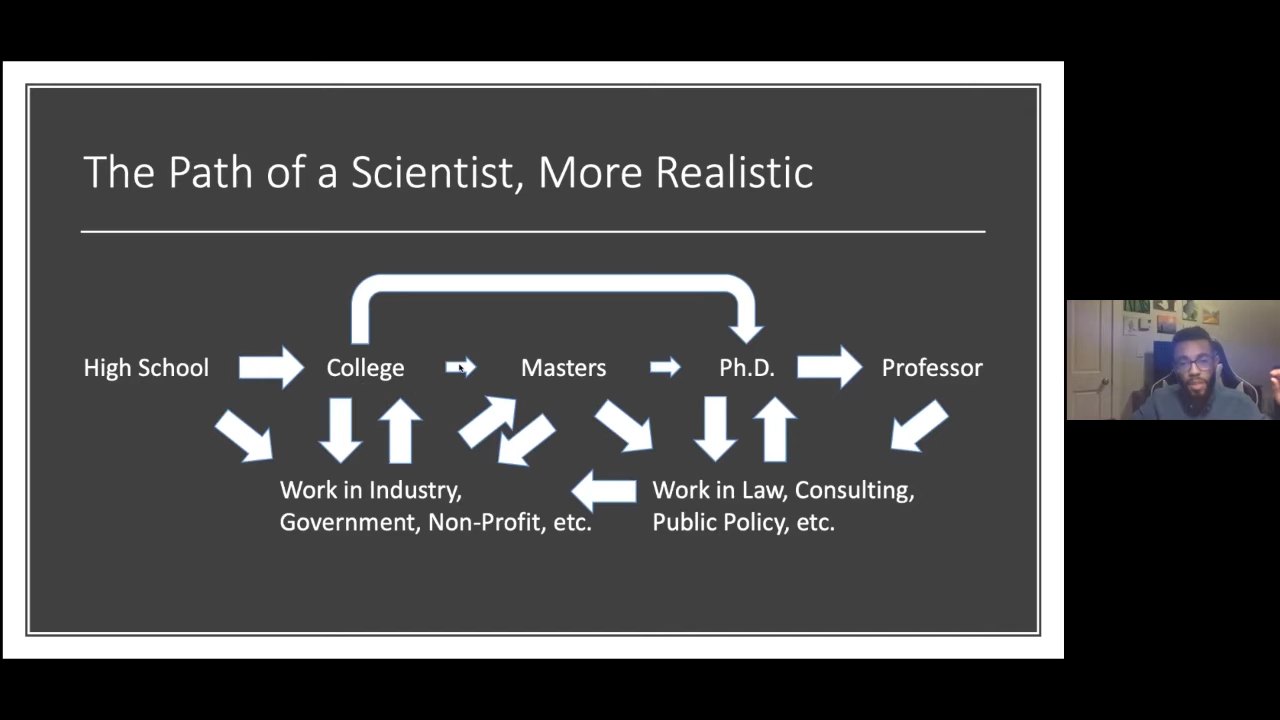 The Path of a Scientist, More Realistic
High School College Masters Ph.D. Professor
Work in Industry,
Government, Non-Profit, etc.
Work in Law, Consulting,
Public Policy, etc.